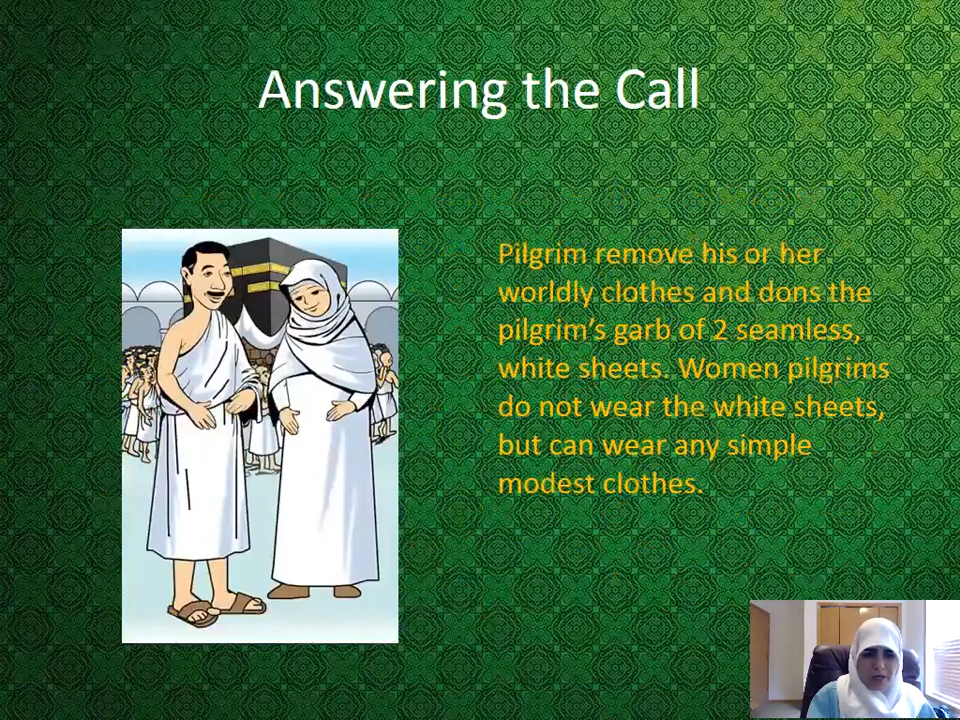 Answering the Call
Pilgrim remove his or her
worldly clothes and dons the
pilgrim’s garb of 2 seamless,
white sheets. Women pilgrims
do not wear the white sheets,
but can wear any simple
modest clothes.